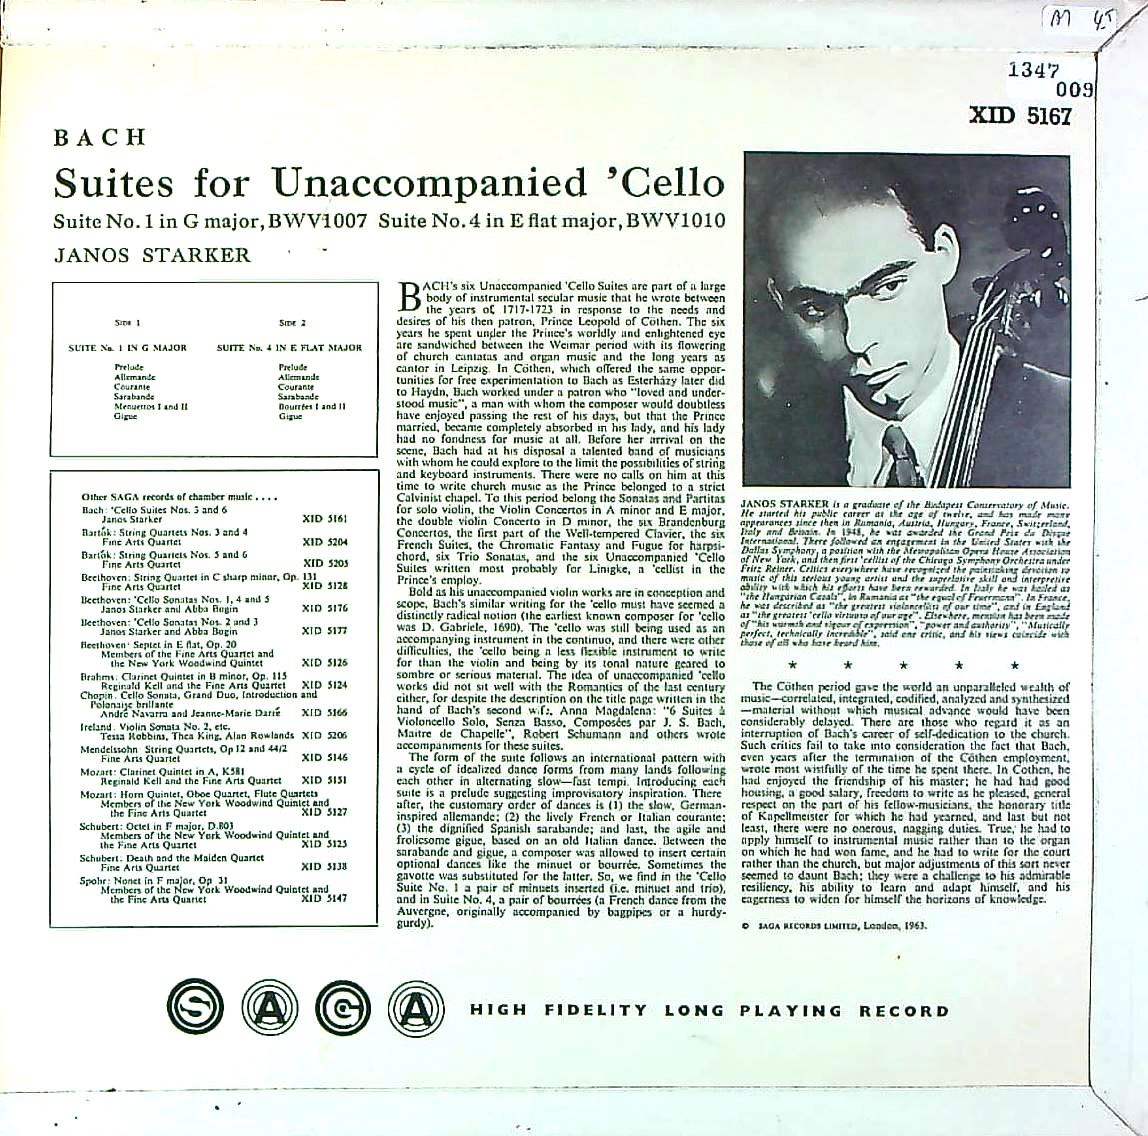 M 45
1347
009
XID 5167
BACH
Suites for Unaccompanied 'Cello
Suite No. 1 in G major, BWV1007 Suite No. 4 in E flat major, BWV1010
JANOS STARKER
Side 1
SUITE No. 1 IN G MAJOR
Prelude
Allemande
Courante
Sarabande
Menuettos I and II
Gigue
Side 2
SUITE No. 4 IN E FLAT MAJOR
Prelude
Allemande
Courante
Sarabande
Bourrées I and II
Gigue
Other SAGA records of chamber music . . . .
Bach: 'Cello Suites Nos. 3 and 6
Janos Starker XID 5161
Bartók: String Quartets Nos. 3 and 4
Fine Arts Quartet XID 5204
Bartók: String Quartets Nos. 5 and 6
Fine Arts Quartet XID 5205
Beethoven: String Quartet in C sharp minor, Op. 131
Fine Arts Quartet XID 5128
Beethoven: 'Cello Sonatas Nos. 1, 4 and 5
Janos Starker and Abba Bogin XID 5176
Beethoven: 'Cello Sonatas Nos. 2 and 3
Janos Starker and Abba Bogin XID 5177
Beethoven: Septet in E flat, Op. 20
Members of the Fine Arts Quartet and
the New York Woodwind Quintet XID 5126
Brahms: Clarinet Quintet in B minor, Op. 115
Reginald Kell and the Fine Arts Quartet XID 5124
Chopin: Cello Sonata, Grand Duo, Introduction and
Polonaise brillante
André Navarra and Jeanne-Marie Darré XID 5166
Ireland: Violin Sonata No. 2, etc.
Tessa Robbins, Thea King, Alan Rowlands XID 5206
Mendelssohn String Quartets, Op 12 and 44/2
Fine Arts Quartet XID 5146
Mozart: Clarinet Quintet in A, K581
Reginald Kell and the Fine Arts Quartet XID 5151
Mozart: Horn Quintet, Oboe Quartet, Flute Quartets
Members of the New York Woodwind Quintet and
the Fine Arts Quartet XID 5127
Schubert: Octet in F major, D.803
Members of the New York Woodwind Quintet and
the Fine Arts Quartet XID 5125
Schubert: Death and the Maiden Quartet
Fine Arts Quartet XID 5138
Spohr: Nonet in F major, Op 31
Members of the New York Woodwind Quintet and
the Fine Arts Quartet XID 5147
BACH's six Unaccompanied 'Cello Suites are part of a large
body of instrumental secular music that he wrote between
the years of 1717-1723 in response to the needs and
desires of his then patron, Prince Leopold of Cöthen. The six
years he spent under the Prince's worldly and enlightened eye
are sandwiched between the Weimar period with its flowering
of church cantatas and organ music and the long years as
cantor in Leipzig. In Cöthen, which offered the same oppor-
tunities for free experimentation to Bach as Esterházy later did
to Haydn, Bach worked under a patron who "loved and under-
stood music", a man with whom the composer would doubtless
have enjoyed passing the rest of his days, but that the Prince
married, became completely absorbed in his lady, and his lady
had no fondness for music at all. Before her arrival on the
scene, Bach had at his disposal a talented band of musicians
with whom he could explore to the limit the possibilities of string
and keyboard instruments. There were no calls on him at this
time to write church music as the Prince belonged to a strict
Calvinist chapel. To this period belong the Sonatas and Partitas
for solo violin, the Violin Concertos in A minor and E major,
the double violin Concerto in D minor, the six Brandenburg
Concertos, the first part of the Well-tempered Clavier, the six
French Suites, the Chromatic Fantasy and Fugue for harpsi-
chord, six Trio Sonatas, and the six Unaccompanied 'Cello
Suites written most probably for Linigke, a 'cellist in the
Prince's employ.
Bold as his unaccompanied violin works are in conception and
scope, Bach's similar writing for the 'cello must have seemed a
distinctly radical notion (the earliest known composer for 'cello
was D. Gabriele, 1690). The 'cello was still being used as an
accompanying instrument in the continuo, and there were other
difficulties, the 'cello being a less flexible instrument to write
for than the violin and being by its tonal nature geared to
sombre or serious material. The idea of unaccompanied 'cello
works did not sit well with the Romantics of the last century
either, for despite the description on the title page written in the
hand of Bach's second wife, Anna Magdalena: "6 Suites à
Violoncello Solo, Senza Basso, Composées par J. S. Bach,
Maitre de Chapelle", Robert Schumann and others wrote
accompaniments for these suites.
The form of the suite follows an international pattern with
a cycle of idealized dance forms from many lands following
each other in alternating slow—fast tempi. Introducing each
suite is a prelude suggesting improvisatory inspiration. There
after, the customary order of dances is (1) the slow, German-
inspired allemande; (2) the lively French or Italian courante;
(3) the dignified Spanish sarabande; and last, the agile and
frolicsome gigue, based on an old Italian dance. Between the
sarabande and gigue, a composer was allowed to insert certain
optional dances like the minuet or bourrée. Sometimes the
gavotte was substituted for the latter. So, we find in the 'Cello
Suite No. 1 a pair of minuets inserted (i.e. minuet and trio),
and in Suite No. 4, a pair of bourrées (a French dance from the
Auvergne, originally accompanied by bagpipes or a hurdy-
gurdy).
JANOS STARKER is a graduate of the Budapest Conservatory of Music.
He started his public career at the age of twelve, and has made many
appearances since then in Rumania, Austria, Hungary, France, Switzerland,
Italy and Britain. In 1948, he was awarded the Grand Prix du Disque
International. There followed an engagement in the United States with the
Dallas Symphony, a position with the Metropolitan Opera House Association
of New York, and then first 'cellist of the Chicago Symphony Orchestra under
Fritz Reiner. Critics everywhere have recognized the painstaking devotion to
music of this serious young artist and the superlative skill and interpretive
ability with which his efforts have been rewarded. In Italy he was hailed as
"the Hungarian Casals", in Rumania as "the equal of Feuermann". In France,
he was described as "the greatest violoncellist of our time", and in England
as "the greatest 'cello virtuoso of our age". Elsewhere, mention has been made
of "his warmth and vigour of expression", "power and authority", "Musically
perfect, technically incredible", said one critic, and his views coincide with
those of all who have heard him.
* * * * *
The Cöthen period gave the world an unparalleled wealth of
music—correlated, integrated, codified, analyzed and synthesized
—material without which musical advance would have been
considerably delayed. There are those who regard it as an
interruption of Bach's career of self-dedication to the church.
Such critics fail to take into consideration the fact that Bach,
even years after the termination of the Cöthen employment,
wrote most wistfully of the time he spent there. In Cothen, he
had enjoyed the friendship of his master; he had had good
housing, a good salary, freedom to write as he pleased, general
respect on the part of his fellow-musicians, the honorary title
of Kapellmeister for which he had yearned, and last but not
least, there were no onerous, nagging duties. True, he had to
apply himself to instrumental music rather than to the organ
on which he had won fame, and he had to write for the court
rather than the church, but major adjustments of this sort never
seemed to daunt Bach; they were a challenge to his admirable
resiliency, his ability to learn and adapt himself, and his
eagerness to widen for himself the horizons of knowledge.
© SAGA RECORDS LIMITED, London, 1963.
SAGA HIGH FIDELITY LONG PLAYING RECORD